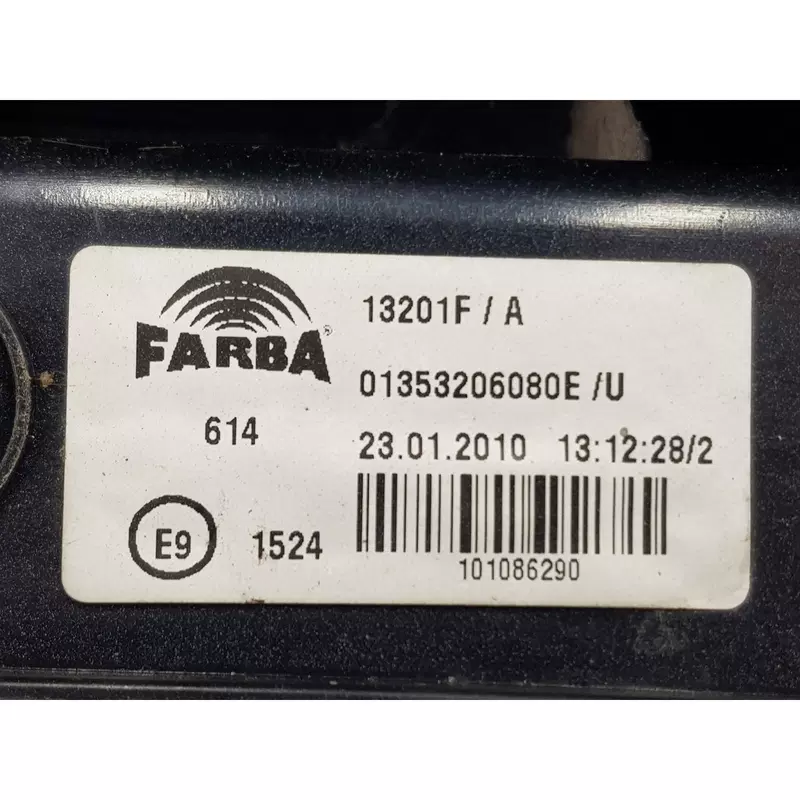 FARBA®
13201F / A
01353206080E /U
614
23.01.2010 13:12:28/2
E9
1524
101086290